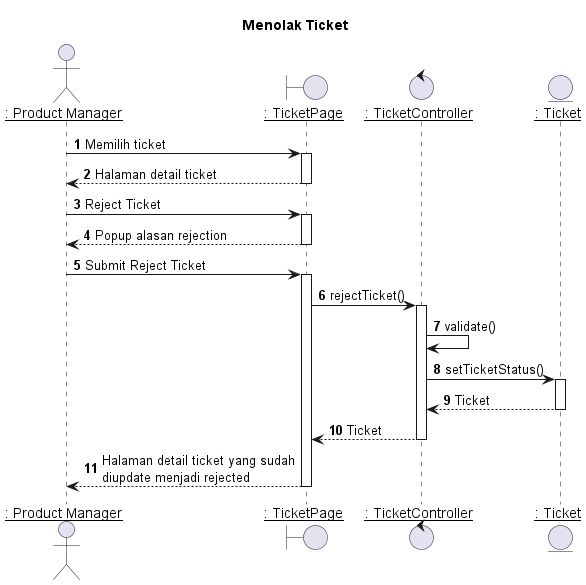 Menolak Ticket
: Product Manager
: TicketPage
: TicketController
: Ticket
1 Memilih ticket
2 Halaman detail ticket
3 Reject Ticket
4 Popup alasan rejection
5 Submit Reject Ticket
6 rejectTicket()
7 validate()
8 setTicketStatus()
9 Ticket
10 Ticket
11 Halaman detail ticket yang sudah
diupdate menjadi rejected
: Product Manager
: TicketPage
: TicketController
: Ticket